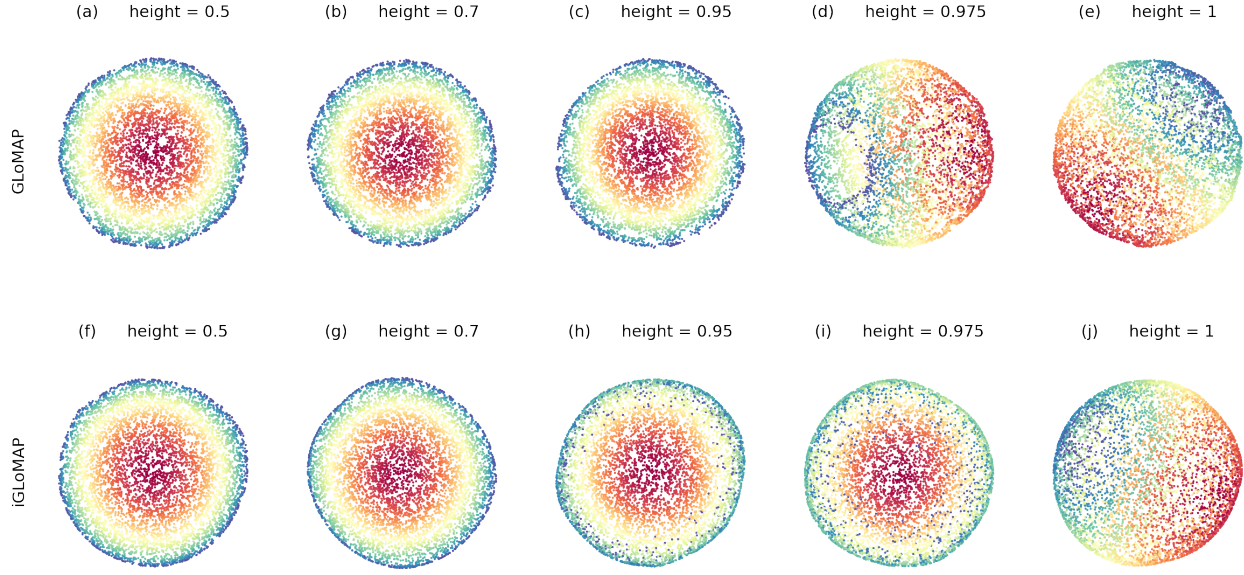 (a) height = 0.5 (b) height = 0.7 (c) height = 0.95 (d) height = 0.975 (e) height = 1
GLoMAP
(f) height = 0.5 (g) height = 0.7 (h) height = 0.95 (i) height = 0.975 (j) height = 1
iGLoMAP